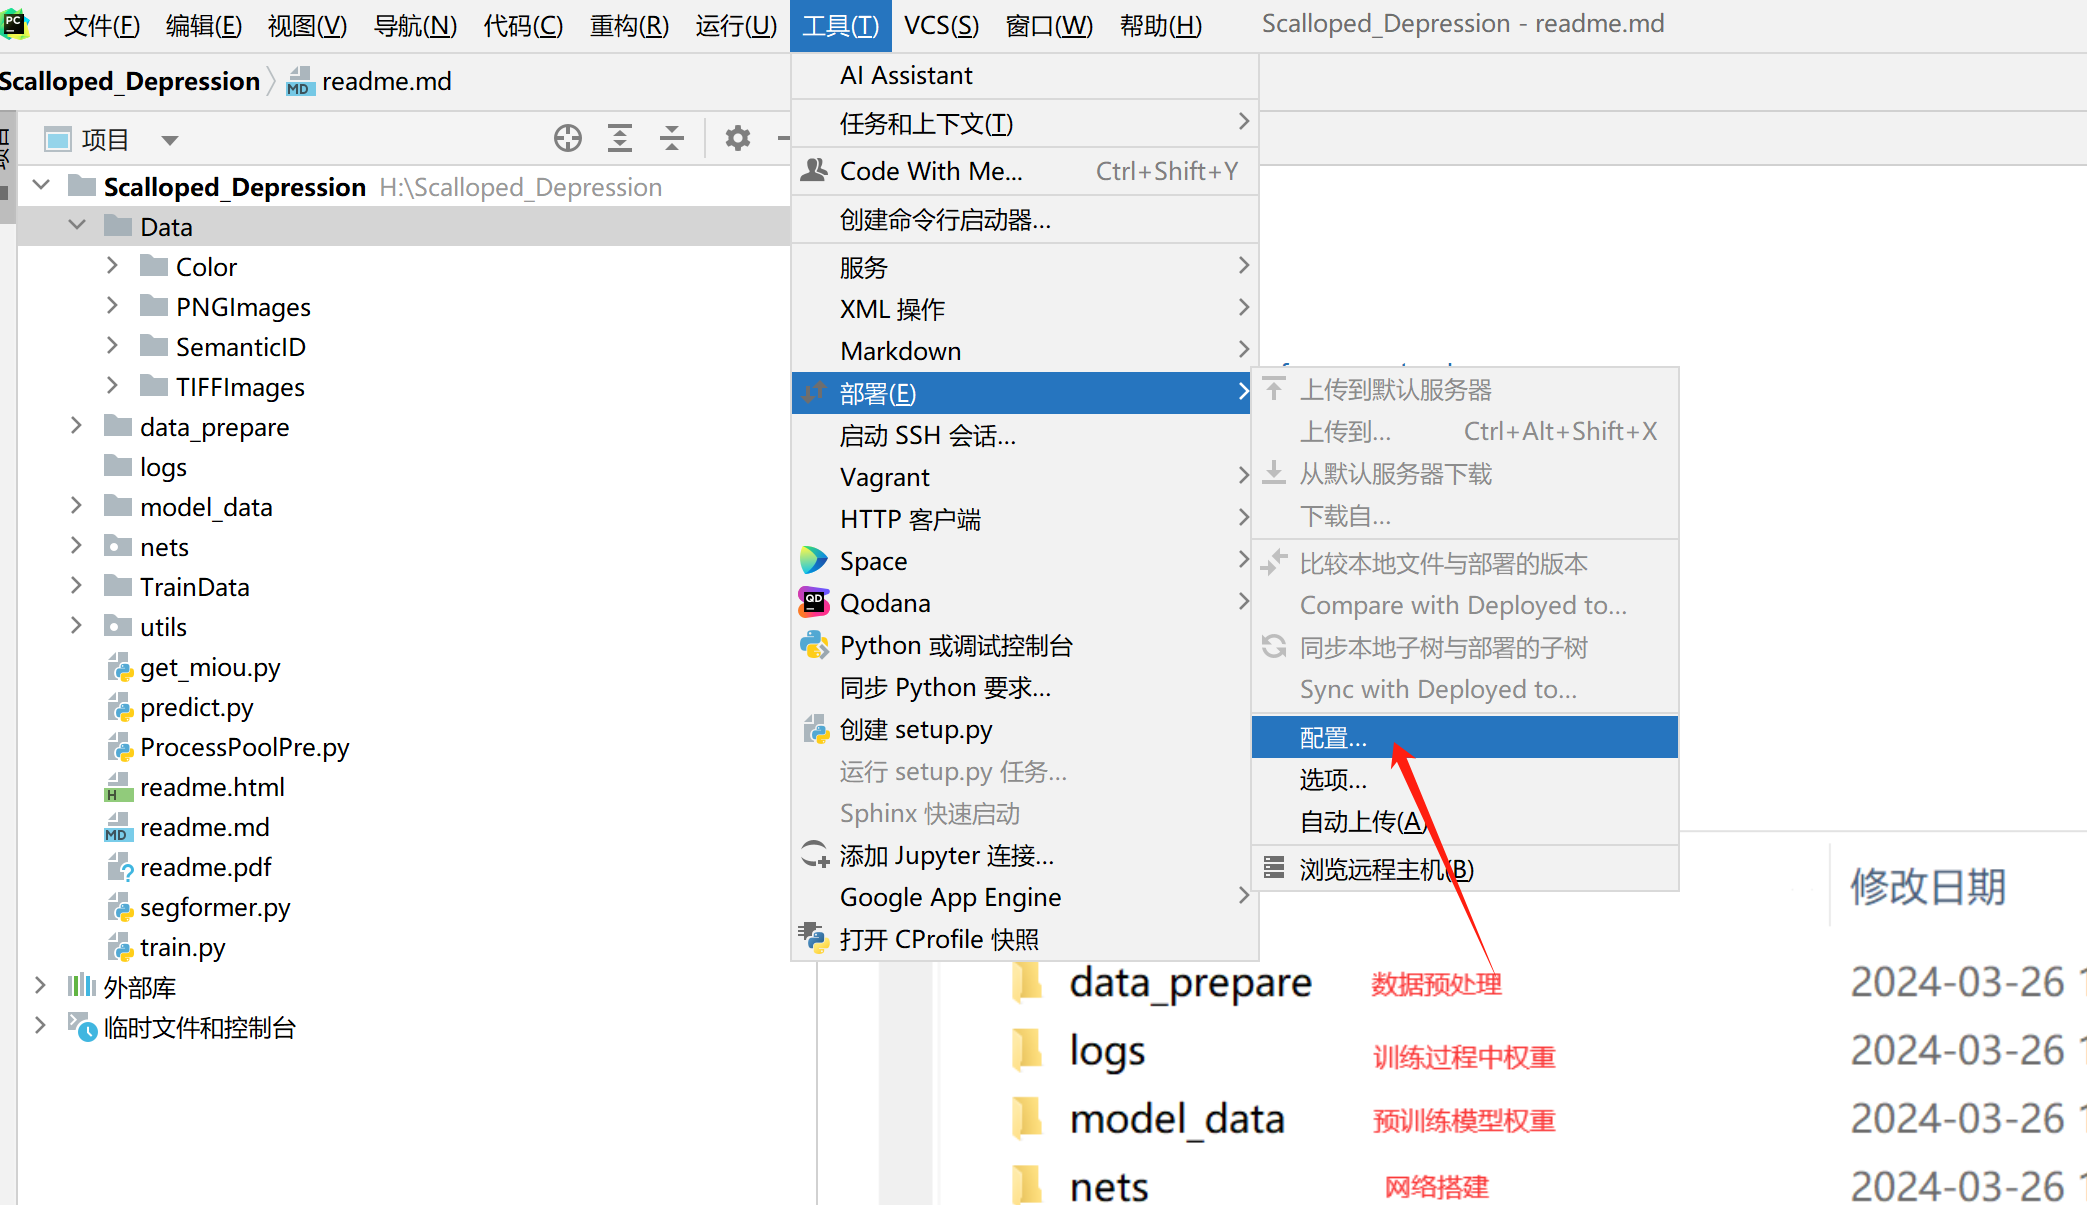 文件(F) 编辑(E) 视图(V) 导航(N) 代码(C) 重构(R) 运行(U) 工具(T) VCS(S) 窗口(W) 帮助(H) Scalloped_Depression - readme.md
Scalloped_Depression readme.md
项目
Scalloped_Depression H:\Scalloped_Depression
Data
Color
PNGImages
SemanticID
TIFFImages
data_prepare
logs
model_data
nets
TrainData
utils
get_miou.py
predict.py
ProcessPoolPre.py
readme.html
readme.md
readme.pdf
segformer.py
train.py
外部库
临时文件和控制台
AI Assistant
任务和上下文(T)
Code With Me... Ctrl+Shift+Y
创建命令行启动器...
服务
XML 操作
Markdown
部署(E)
启动 SSH 会话...
Vagrant
HTTP 客户端
Space
Qodana
Python 或调试控制台
同步 Python 要求...
创建 setup.py
运行 setup.py 任务...
Sphinx 快速启动
添加 Jupyter 连接...
Google App Engine
打开 CProfile 快照
上传到默认服务器
上传到... Ctrl+Alt+Shift+X
从默认服务器下载
下载自...
比较本地文件与部署的版本
Compare with Deployed to...
同步本地子树与部署的子树
Sync with Deployed to...
配置...
选项...
自动上传(A)
浏览远程主机(B)
修改日期
data_prepare 数据预处理 2024-03-26 1
logs 训练过程中权重 2024-03-26 1
model_data 预训练模型权重 2024-03-26 1
nets 网络搭建 2024-03-26 1